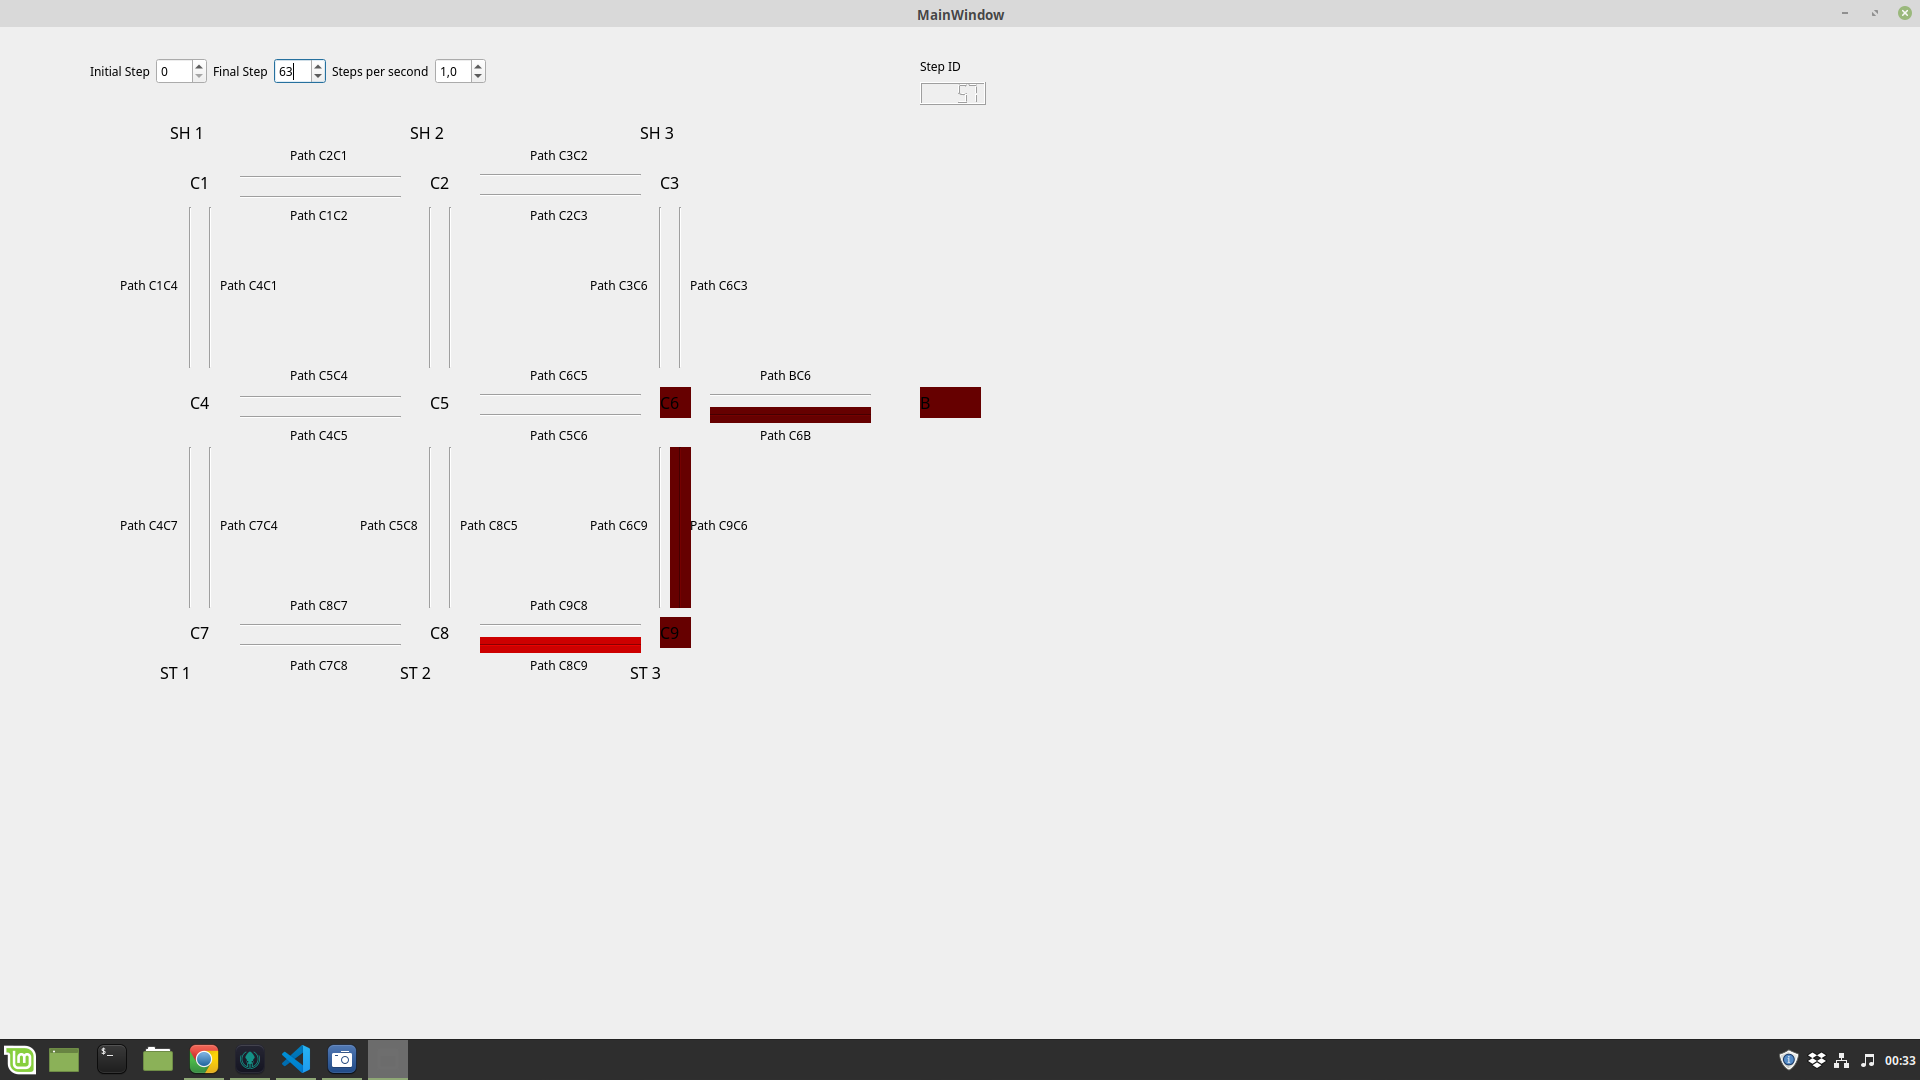 MainWindow
Initial Step 0 Final Step 63 Steps per second 1,0
Step ID
57
SH 1 SH 2 SH 3
Path C2C1 Path C3C2
C1 C2 C3
Path C1C2 Path C2C3
Path C1C4 Path C4C1 Path C3C6 Path C6C3
Path C5C4 Path C6C5 Path BC6
C4 C5 C6 B
Path C4C5 Path C5C6 Path C6B
Path C4C7 Path C7C4 Path C5C8 Path C8C5 Path C6C9 Path C9C6
Path C8C7 Path C9C8
C7 C8 C9
Path C7C8 Path C8C9
ST 1 ST 2 ST 3
00:33